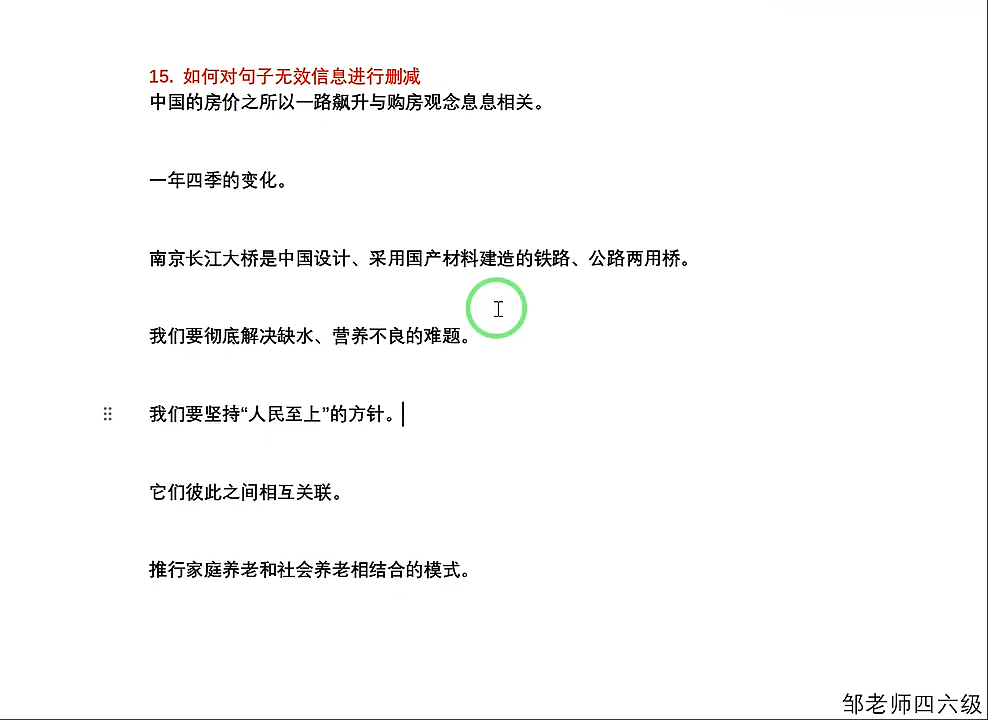 15. 如何对句子无效信息进行删减
中国的房价之所以一路飙升与购房观念息息相关。
一年四季的变化。
南京长江大桥是中国设计、采用国产材料建造的铁路、公路两用桥。
我们要彻底解决缺水、营养不良的难题。
我们要坚持“人民至上”的方针。
它们彼此之间相互关联。
推行家庭养老和社会养老相结合的模式。
邹老师四六级